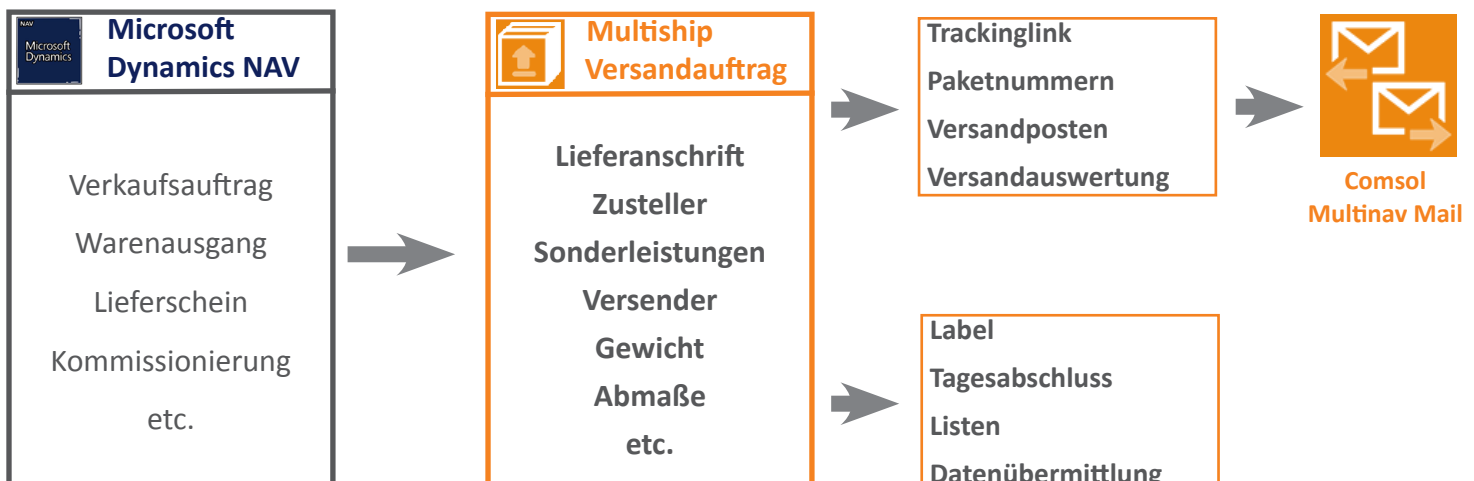 NAV
Microsoft
Dynamics
Microsoft
Dynamics NAV
Verkaufsauftrag
Warenausgang
Lieferschein
Kommissionierung
etc.
Multiship
Versandauftrag
Lieferanschrift
Zusteller
Sonderleistungen
Versender
Gewicht
Abmaße
etc.
Trackinglink
Paketnummern
Versandposten
Versandauswertung
Comsol
Multinav Mail
Label
Tagesabschluss
Listen
Datenübermittlung